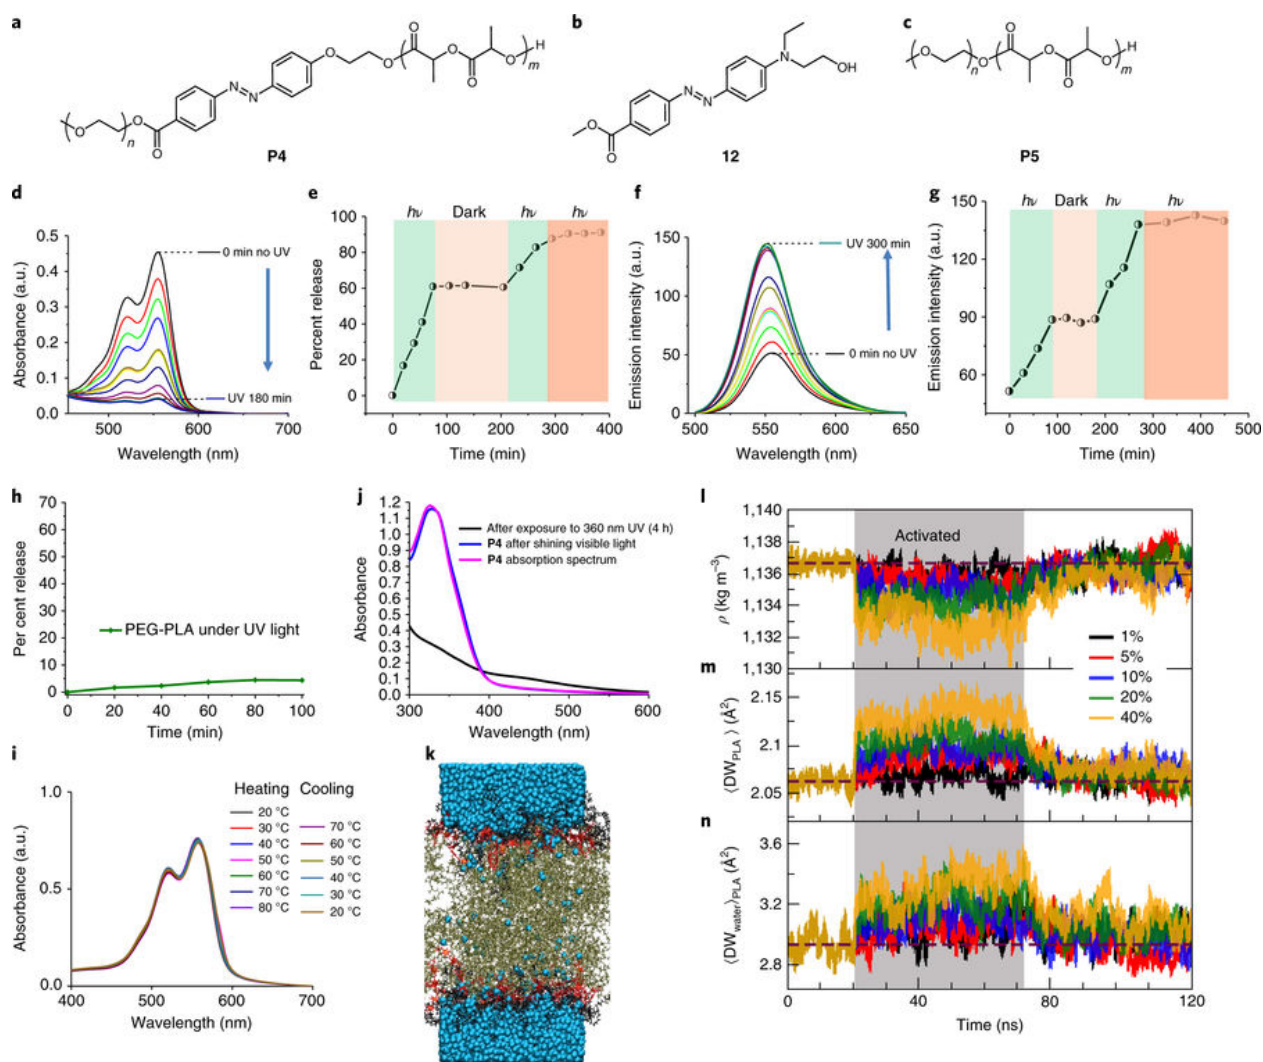 a
b
c
O
O
O
O
O
H
m
N
N
O
n
O
O
P4
N
OH
N
N
O
O
12
O
n
O
O
O
O
H
m
P5
d
e
f
g
0.5
0.4
0.3
0.2
0.1
0.0
500
600
700
Absorbance (a.u.)
Wavelength (nm)
0 min no UV
UV 180 min
hν Dark hν hν
100
80
60
40
20
0
0 100 200 300 400
Percent release
Time (min)
150
100
50
0
500 550 600 650
Emission intensity (a.u.)
Wavelength (nm)
UV 300 min
0 min no UV
hν Dark hν hν
150
120
90
60
0 100 200 300 400 500
Emission intensity (a.u.)
Time (min)
h
70
60
50
40
30
20
10
0
0 20 40 60 80 100
Per cent release
Time (min)
PEG-PLA under UV light
j
1.2
1.1
1.0
0.9
0.8
0.7
0.6
0.5
0.4
0.3
0.2
0.1
0.0
300 400 500 600
Absorbance
Wavelength (nm)
After exposure to 360 nm UV (4 h)
P4 after shining visible light
P4 absorption spectrum
i
1.0
0.5
0
400 500 600 700
Absorbance (a.u.)
Wavelength (nm)
Heating Cooling
20 °C
30 °C
40 °C
50 °C
60 °C
70 °C
80 °C
70 °C
60 °C
50 °C
40 °C
30 °C
20 °C
k
l
1,140
1,138
1,136
1,134
1,132
1,130
ρ (kg m⁻³)
Activated
1%
5%
10%
20%
40%
m
2.15
2.1
2.05
⟨DW_PLA⟩ (Å²)
n
3.6
3.2
2.8
⟨DW_water⟩_PLA (Å²)
0 40 80 120
Time (ns)